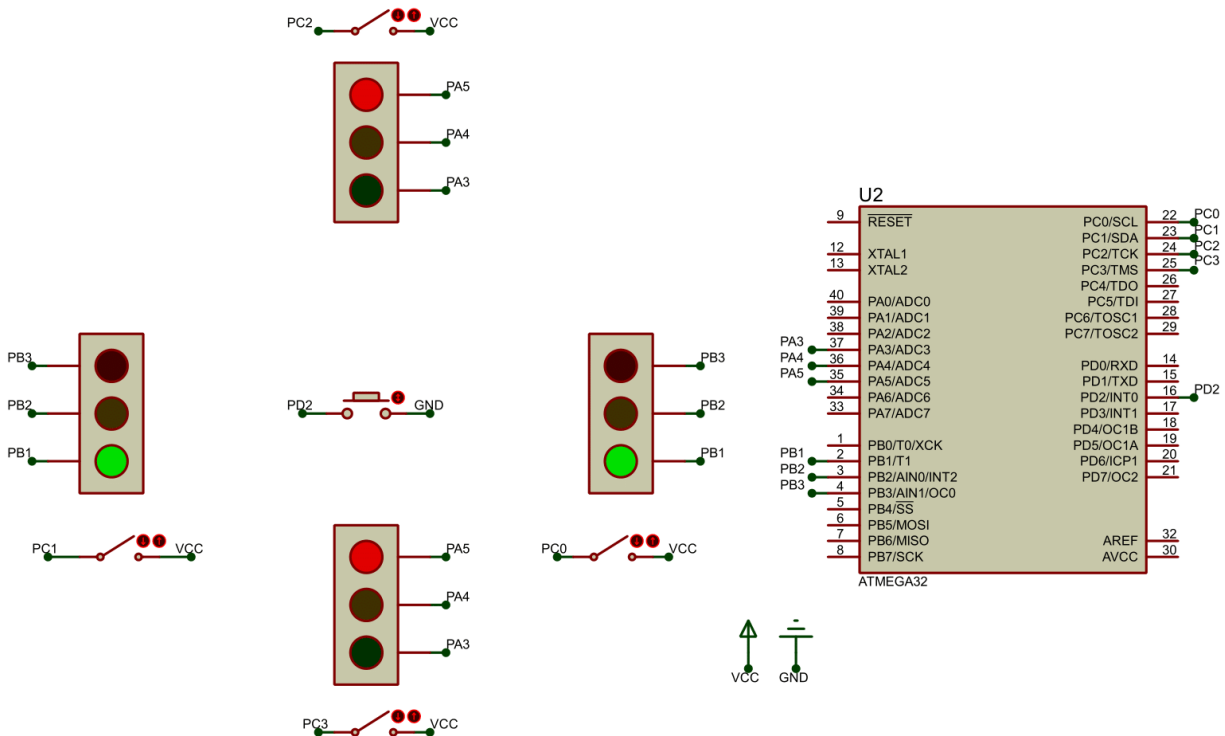 PC2 VCC
PA5
PA4
PA3
PB3
PB2
PB1
PC1 VCC
PD2 GND
PB3
PB2
PB1
PC0 VCC
PA5
PA4
PA3
PC3 VCC
VCC GND
U2
9 RESET PC0/SCL 22 PC0
PC1/SDA 23 PC1
12 XTAL1 PC2/TCK 24 PC2
13 XTAL2 PC3/TMS 25 PC3
PC4/TDO 26
40 PA0/ADC0 PC5/TDI 27
39 PA1/ADC1 PC6/TOSC1 28
38 PA2/ADC2 PC7/TOSC2 29
PA3 37 PA3/ADC3
PA4 36 PA4/ADC4 PD0/RXD 14
PA5 35 PA5/ADC5 PD1/TXD 15
34 PA6/ADC6 PD2/INT0 16 PD2
33 PA7/ADC7 PD3/INT1 17
PD4/OC1B 18
1 PB0/T0/XCK PD5/OC1A 19
PB1 2 PB1/T1 PD6/ICP1 20
PB2 3 PB2/AIN0/INT2 PD7/OC2 21
PB3 4 PB3/AIN1/OC0
5 PB4/SS
6 PB5/MOSI
7 PB6/MISO AREF 32
8 PB7/SCK AVCC 30
ATMEGA32